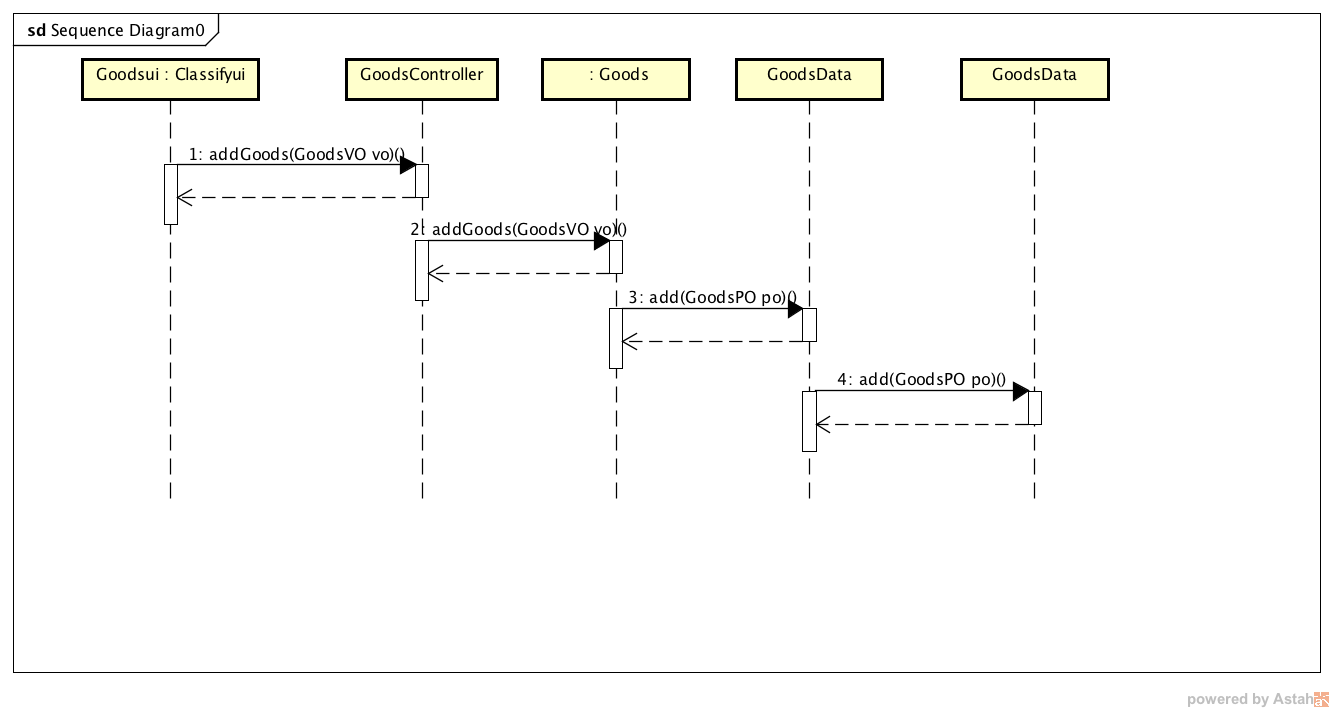 sd Sequence Diagram0
Goodsui : Classifyui
GoodsController
: Goods
GoodsData
GoodsData
1: addGoods(GoodsVO vo)()
2: addGoods(GoodsVO vo)()
3: add(GoodsPO po)()
4: add(GoodsPO po)()
powered by Astah